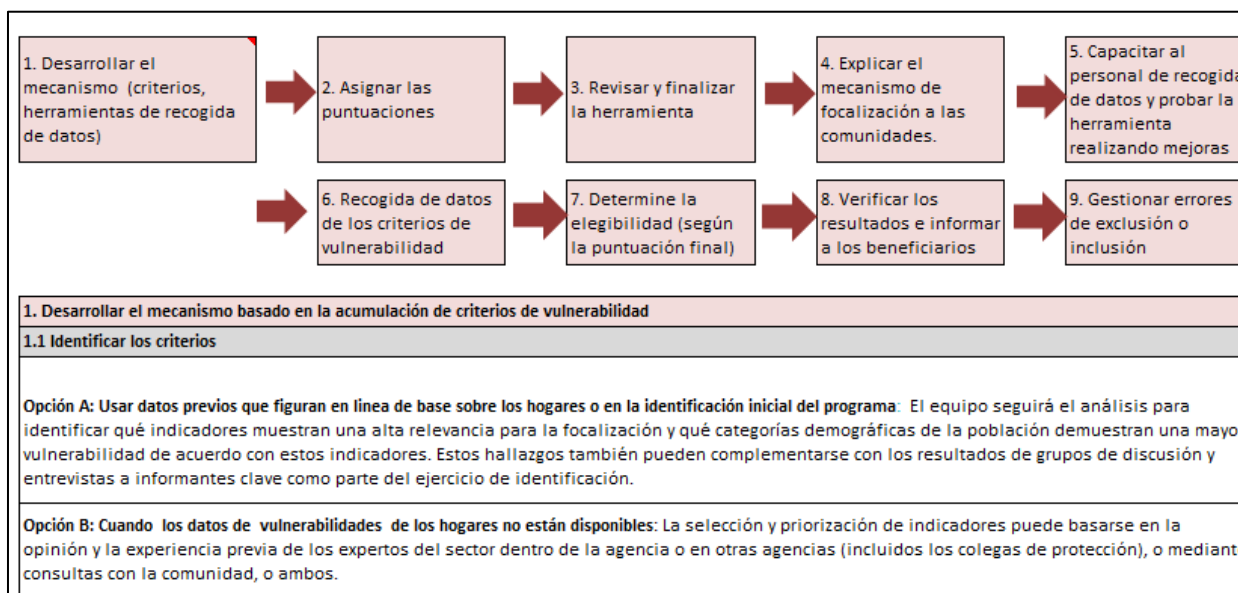 1. Desarrollar el
mecanismo (criterios,
herramientas de recogida
de datos)
2. Asignar las
puntuaciones
3. Revisar y finalizar
la herramienta
4. Explicar el
mecanismo de
focalización a las
comunidades.
5. Capacitar al
personal de recogida
de datos y probar la
herramienta
realizando mejoras
6. Recogida de datos
de los criterios de
vulnerabilidad
7. Determine la
elegibilidad (según
la puntuación final)
8. Verificar los
resultados e informar
a los beneficiarios
9. Gestionar errores
de exclusión o
inclusión
1. Desarrollar el mecanismo basado en la acumulación de criterios de vulnerabilidad
1.1 Identificar los criterios
Opción A: Usar datos previos que figuran en linea de base sobre los hogares o en la identificación inicial del programa: El equipo seguirá el análisis para
identificar qué indicadores muestran una alta relevancia para la focalización y qué categorías demográficas de la población demuestran una mayo
vulnerabilidad de acuerdo con estos indicadores. Estos hallazgos también pueden complementarse con los resultados de grupos de discusión y
entrevistas a informantes clave como parte del ejercicio de identificación.
Opción B: Cuando los datos de vulnerabilidades de los hogares no están disponibles: La selección y priorización de indicadores puede basarse en la
opinión y la experiencia previa de los expertos del sector dentro de la agencia o en otras agencias (incluidos los colegas de protección), o mediant
consultas con la comunidad, o ambos.